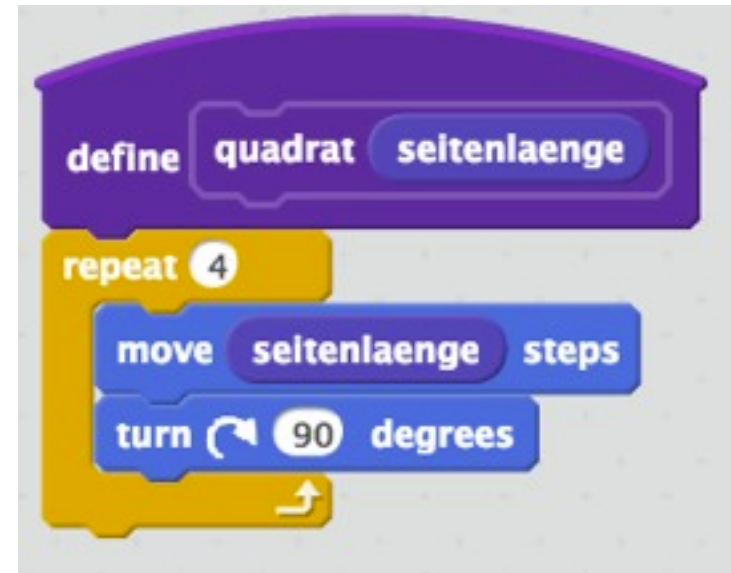 define quadrat seitenlaenge
repeat 4
move seitenlaenge steps
turn 90 degrees